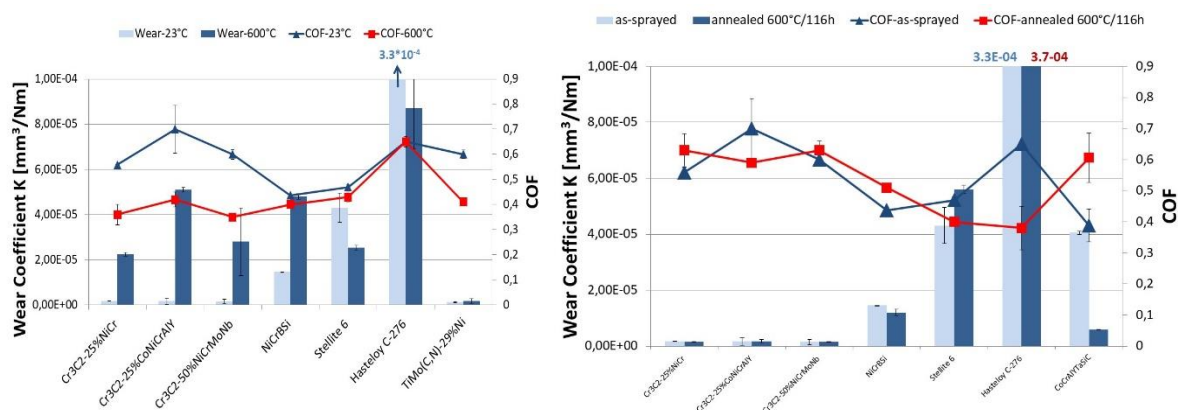 Wear-23°C Wear-600°C COF-23°C COF-600°C
3.3*10⁻⁴
Wear Coefficient K [mm³/Nm]
1,00E-04
8,00E-05
6,00E-05
4,00E-05
2,00E-05
0,00E+00
0,9
0,8
0,7
0,6
0,5
0,4
0,3
0,2
0,1
0
COF
Cr3C2-25%NiCr
Cr3C2-25%CoNiCrAlY
Cr3C2-50%NiCrMoNb
NiCrBSi
Stellite 6
Hasteloy C-276
TiMo(C,N)-29%Ni
as-sprayed annealed 600°C/116h COF-as-sprayed COF-annealed 600°C/116h
3.3E-04 3.7-04
Wear Coefficient K [mm³/Nm]
1,00E-04
8,00E-05
6,00E-05
4,00E-05
2,00E-05
0,00E+00
0,9
0,8
0,7
0,6
0,5
0,4
0,3
0,2
0,1
0
COF
Cr3C2-25%NiCr
Cr3C2-25%CoNiCrAlY
Cr3C2-50%NiCrMoNb
NiCrBSi
Stellite 6
Hasteloy C-276
CoCrAlYTaSiC